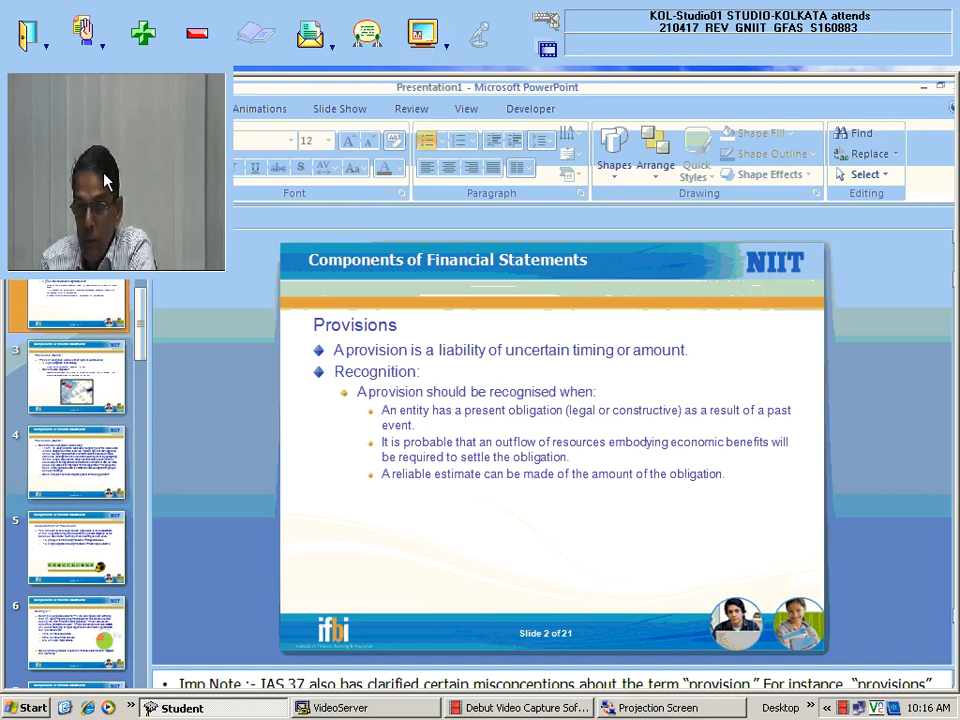 KOL-Studio01 STUDIO-KOLKATA attends
210417_REV_GNIIT_GFAS_S160883
Presentation1 - Microsoft PowerPoint
Animations Slide Show Review View Developer
12
Shapes Arrange Quick Styles
Shape Fill
Shape Outline
Shape Effects
Find
Replace
Select
Font Paragraph Drawing Editing
Components of Financial Statements
NIIT
Provisions
A provision is a liability of uncertain timing or amount.
Recognition:
A provision should be recognised when:
An entity has a present obligation (legal or constructive) as a result of a past
event.
It is probable that an outflow of resources embodying economic benefits will
be required to settle the obligation.
A reliable estimate can be made of the amount of the obligation.
ifbi
Slide 2 of 21
3
4
5
6
• Imp Note :- IAS 37 also has clarified certain misconceptions about the term "provision." For instance, "provisions"
Start Student VideoServer Debut Video Capture Sof... Projection Screen Desktop 10:16 AM